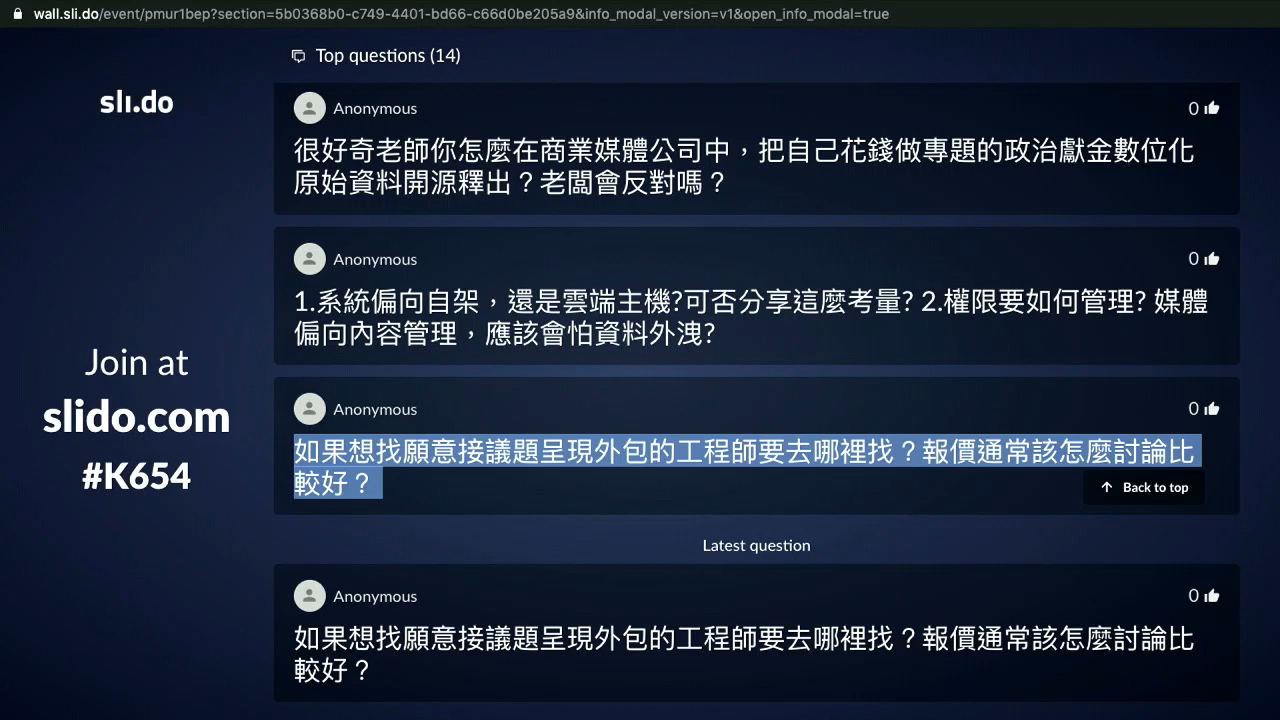 wall.sli.do/event/pmur1bep?section=5b0368b0-c749-4401-bd66-c66d0be205a9&info_modal_version=v1&open_info_modal=true
Top questions (14)
sli.do
Join at
slido.com
#K654
Anonymous
0
很好奇老師你怎麼在商業媒體公司中，把自己花錢做專題的政治獻金數位化
原始資料開源釋出？老闆會反對嗎？
Anonymous
0
1.系統偏向自架，還是雲端主機?可否分享這麼考量? 2.權限要如何管理? 媒體
偏向內容管理，應該會怕資料外洩?
Anonymous
0
如果想找願意接議題呈現外包的工程師要去哪裡找？報價通常該怎麼討論比
較好？
Back to top
Latest question
Anonymous
0
如果想找願意接議題呈現外包的工程師要去哪裡找？報價通常該怎麼討論比
較好？